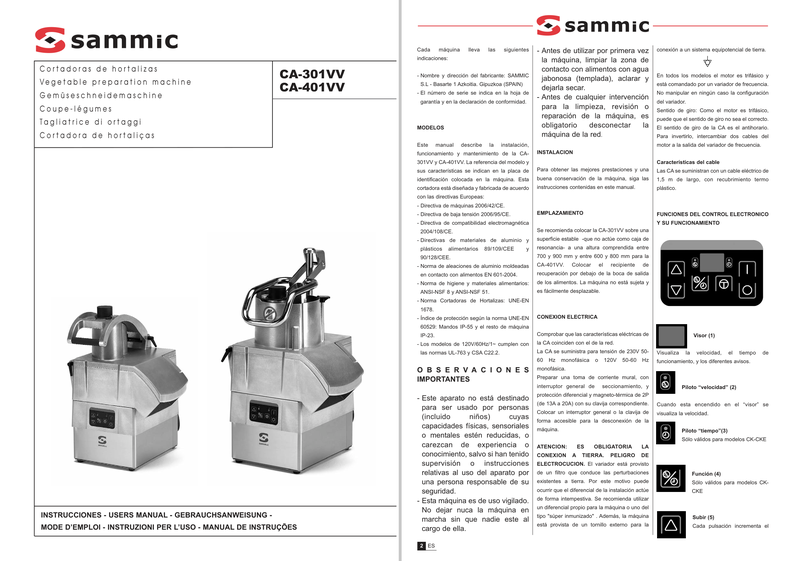 sammic
Cortadoras de hortalizas
Vegetable preparation machine
Gemüseschneidemaschine
Coupe-légumes
Tagliatrice di ortaggi
Cortadora de hortaliças
CA-301VV
CA-401VV
INSTRUCCIONES - USERS MANUAL - GEBRAUCHSANWEISUNG -
MODE D'EMPLOI - INSTRUZIONI PER L'USO - MANUAL DE INSTRUÇÕES
sammic
Cada máquina lleva las siguientes
indicaciones:
- Nombre y dirección del fabricante: SAMMIC
S.L - Basarte 1 Azkoitia. Gipuzkoa (SPAIN)
- El número de serie se indica en la hoja de
garantía y en la declaración de conformidad.
MODELOS
Este manual describe la instalación,
funcionamiento y mantenimiento de la CA-
301VV y CA-401VV. La referencia del modelo y
sus características se indican en la placa de
identificación colocada en la máquina. Esta
cortadora está diseñada y fabricada de acuerdo
con las directivas Europeas:
- Directiva de máquinas 2006/42/CE.
- Directiva de baja tensión 2006/95/CE.
- Directiva de compatibilidad electromagnética
2004/108/CE.
- Directivas de materiales de aluminio y
plásticos alimentarios 89/109/CEE y
90/128/CEE.
- Norma de aleaciones de aluminio moldeadas
en contacto con alimentos EN 601-2004.
- Norma de higiene y materiales alimentarios:
ANSI-NSF 8 y ANSI-NSF 51.
- Norma Cortadoras de Hortalizas: UNE-EN
1678.
- Índice de protección según la norma UNE-EN
60529: Mandos IP-55 y el resto de máquina
IP-23.
- Los modelos de 120V/60Hz/1~ cumplen con
las normas UL-763 y CSA C22.2.
OBSERVACIONES
IMPORTANTES
- Este aparato no está destinado
para ser usado por personas
(incluido niños) cuyas
capacidades físicas, sensoriales
o mentales estén reducidas, o
carezcan de experiencia o
conocimiento, salvo si han tenido
supervisión o instrucciones
relativas al uso del aparato por
una persona responsable de su
seguridad.
- Esta máquina es de uso vigilado.
No dejar nuca la máquina en
marcha sin que nadie este al
cargo de ella.
- Antes de utilizar por primera vez
la máquina, limpiar la zona de
contacto con alimentos con agua
jabonosa (templada), aclarar y
dejarla secar.
- Antes de cualquier intervención
para la limpieza, revisión o
reparación de la máquina, es
obligatorio desconectar la
máquina de la red.
INSTALACION
Para obtener las mejores prestaciones y una
buena conservación de la máquina, siga las
instrucciones contenidas en este manual.
EMPLAZAMIENTO
Se recomienda colocar la CA-301VV sobre una
superficie estable -que no actúe como caja de
resonancia- a una altura comprendida entre
700 y 900 mm y entre 600 y 800 mm para la
CA-401VV. Colocar el recipiente de
recuperación por debajo de la boca de salida
de los alimentos. La máquina no está sujeta y
es fácilmente desplazable.
CONEXION ELECTRICA
Comprobar que las características eléctricas de
la CA coinciden con el de la red.
La CA se suministra para tensión de 230V 50-
60 Hz monofásica o 120V 50-60 Hz
monofásica.
Preparar una toma de corriente mural, con
interruptor general de seccionamiento, y
protección diferencial y magneto-térmica de 2P
(de 13A a 20A) con su clavija correspondiente.
Colocar un interruptor general o la clavija de
forma accesible para la desconexión de la
máquina.
ATENCION: ES OBLIGATORIA LA
CONEXION A TIERRA. PELIGRO DE
ELECTROCUCION. El variador está provisto
de un filtro que conduce las perturbaciones
existentes a tierra. Por este motivo puede
ocurrir que el diferencial de la instalación actúe
de forma intempestiva. Se recomienda utilizar
un diferencial propio para la máquina o uno del
tipo "súper inmunizado" . Además, la máquina
está provista de un tornillo externo para la
conexión a un sistema equipotencial de tierra.
En todos los modelos el motor es trifásico y
está comandado por un variador de frecuencia.
No manipular en ningún caso la configuración
del variador.
Sentido de giro: Como el motor es trifásico,
puede que el sentido de giro no sea el correcto.
El sentido de giro de la CA es el antihorario.
Para invertirlo, intercambiar dos cables del
motor a la salida del variador de frecuencia.
Características del cable
Las CA se suministran con un cable eléctrico de
1,5 m de largo, con recubrimiento termo
plástico.
FUNCIONES DEL CONTROL ELECTRONICO
Y SU FUNCIONAMIENTO
Visor (1)
Visualiza la velocidad, el tiempo de
funcionamiento, y los diferentes avisos.
Piloto "velocidad" (2)
Cuando esta encendido en el "visor" se
visualiza la velocidad.
Piloto "tiempo"(3)
Sólo válidos para modelos CK-CKE
Función (4)
Sólo válidos para modelos CK-
CKE
Subir (5)
Cada pulsación incrementa el
2 ES